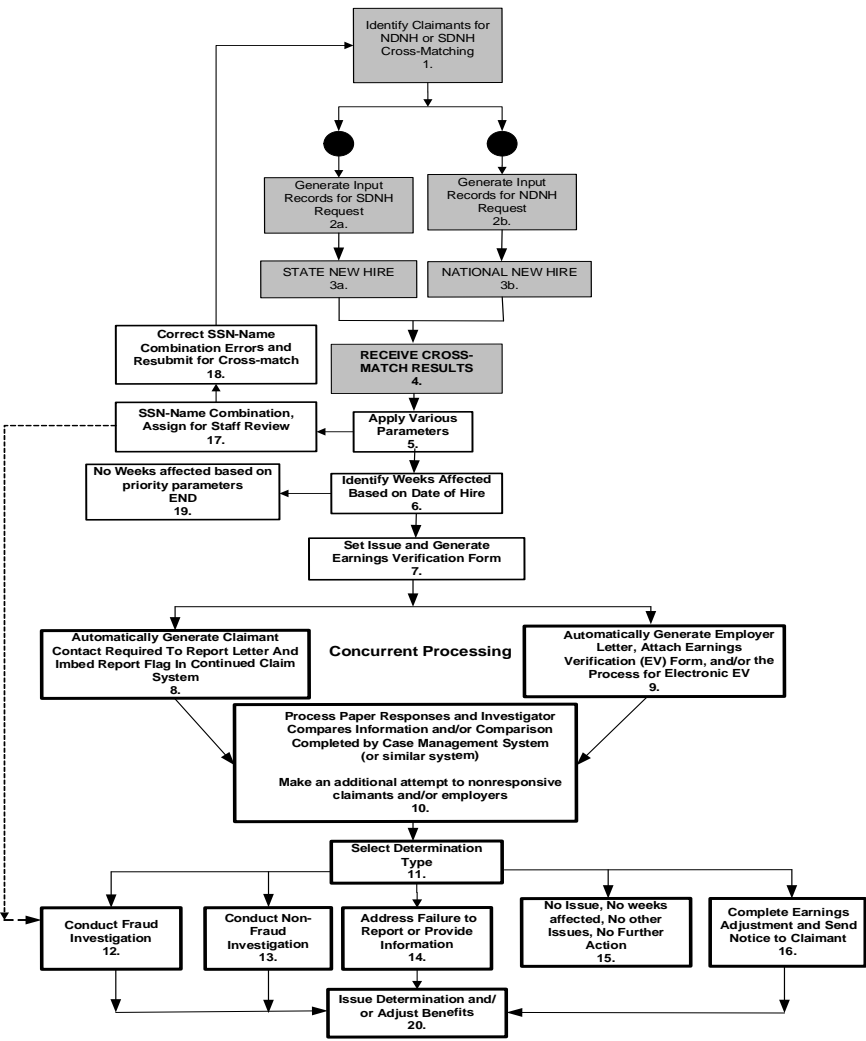 Identify Claimants for
NDNH or SDNH
Cross-Matching
1.
Generate Input
Records for SDNH
Request
2a.
Generate Input
Records for NDNH
Request
2b.
STATE NEW HIRE
3a.
NATIONAL NEW HIRE
3b.
Correct SSN-Name
Combination Errors and
Resubmit for Cross-match
18.
RECEIVE CROSS-
MATCH RESULTS
4.
SSN-Name Combination,
Assign for Staff Review
17.
Apply Various
Parameters
5.
No Weeks affected based on
priority parameters
END
19.
Identify Weeks Affected
Based on Date of Hire
6.
Set Issue and Generate
Earnings Verification Form
7.
Automatically Generate Claimant
Contact Required To Report Letter And
Imbed Report Flag In Continued Claim
System
8.
Concurrent Processing
Automatically Generate Employer
Letter, Attach Earnings
Verification (EV) Form, and/or the
Process for Electronic EV
9.
Process Paper Responses and Investigator
Compares Information and/or Comparison
Completed by Case Management System
(or similar system)
Make an additional attempt to nonresponsive
claimants and/or employers
10.
Select Determination
Type
11.
Conduct Fraud
Investigation
12.
Conduct Non-
Fraud
Investigation
13.
Address Failure to
Report or Provide
Information
14.
No Issue, No weeks
affected, No other
Issues, No Further
Action
15.
Complete Earnings
Adjustment and Send
Notice to Claimant
16.
Issue Determination and/
or Adjust Benefits
20.